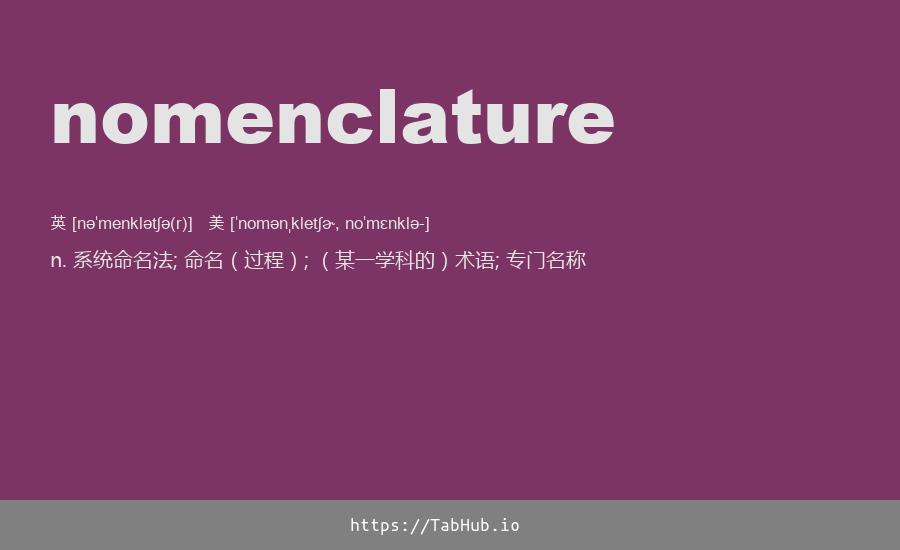 nomenclature
英 [nəˈmenklətʃə(r)]   美 [ˈnomənˌkletʃɚ, noˈmɛnklə-]
n. 系统命名法; 命名（过程）;（某一学科的）术语; 专门名称
https://TabHub.io